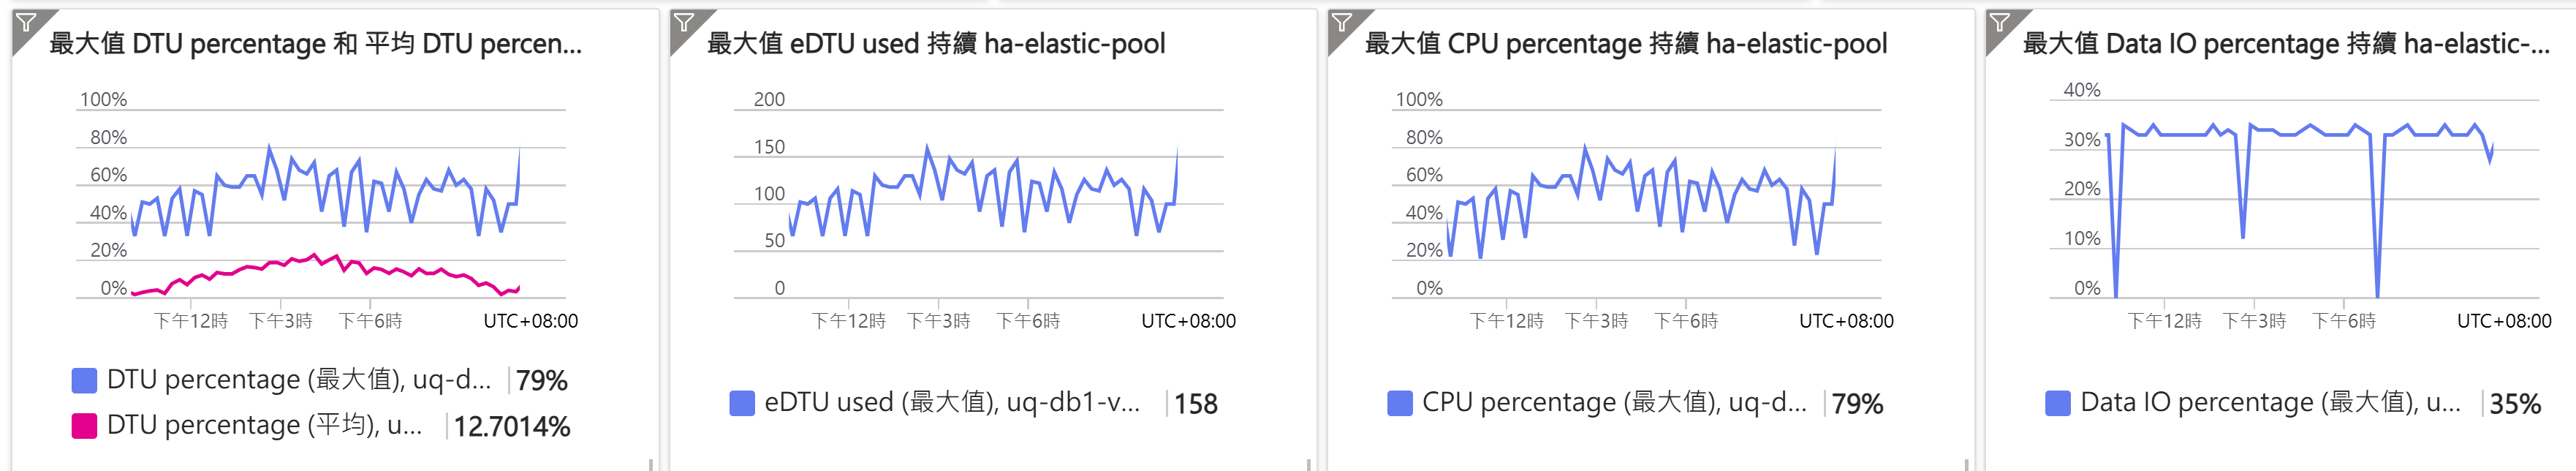 最大值 DTU percentage 和 平均 DTU percen...
100%
80%
60%
40%
20%
0%
下午12時 下午3時 下午6時 UTC+08:00
DTU percentage (最大值), uq-d... 79%
DTU percentage (平均), u... 12.7014%
最大值 eDTU used 持續 ha-elastic-pool
200
150
100
50
0
下午12時 下午3時 下午6時 UTC+08:00
eDTU used (最大值), uq-db1-v... 158
最大值 CPU percentage 持續 ha-elastic-pool
100%
80%
60%
40%
20%
0%
下午12時 下午3時 下午6時 UTC+08:00
CPU percentage (最大值), uq-d... 79%
最大值 Data IO percentage 持續 ha-elastic-...
40%
30%
20%
10%
0%
下午12時 下午3時 下午6時 UTC+08:00
Data IO percentage (最大值), u... 35%